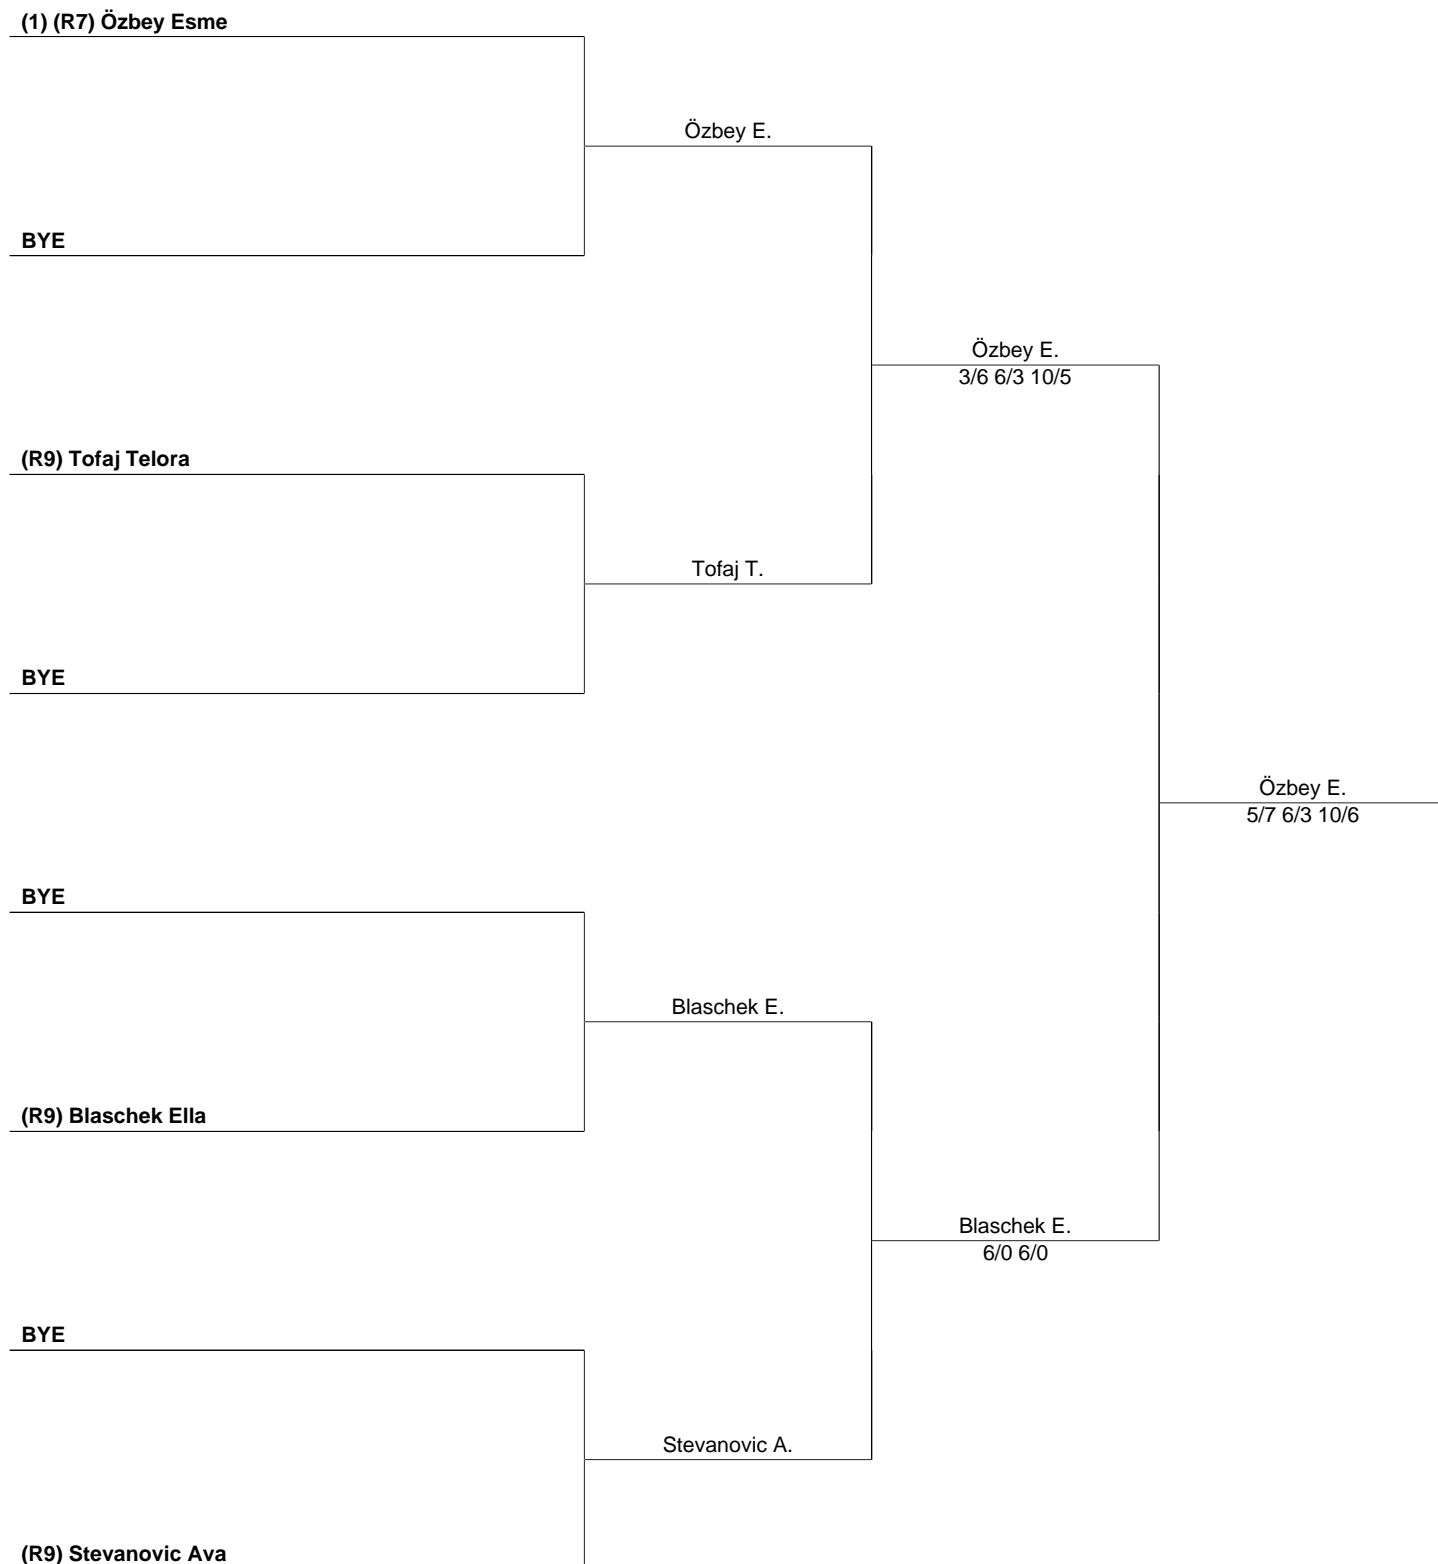 (1) (R7) Özbey Esme
Özbey E.
BYE
Özbey E.
3/6 6/3 10/5
(R9) Tofaj Telora
Tofaj T.
BYE
Özbey E.
5/7 6/3 10/6
BYE
Blaschek E.
(R9) Blaschek Ella
Blaschek E.
6/0 6/0
BYE
Stevanovic A.
(R9) Stevanovic Ava